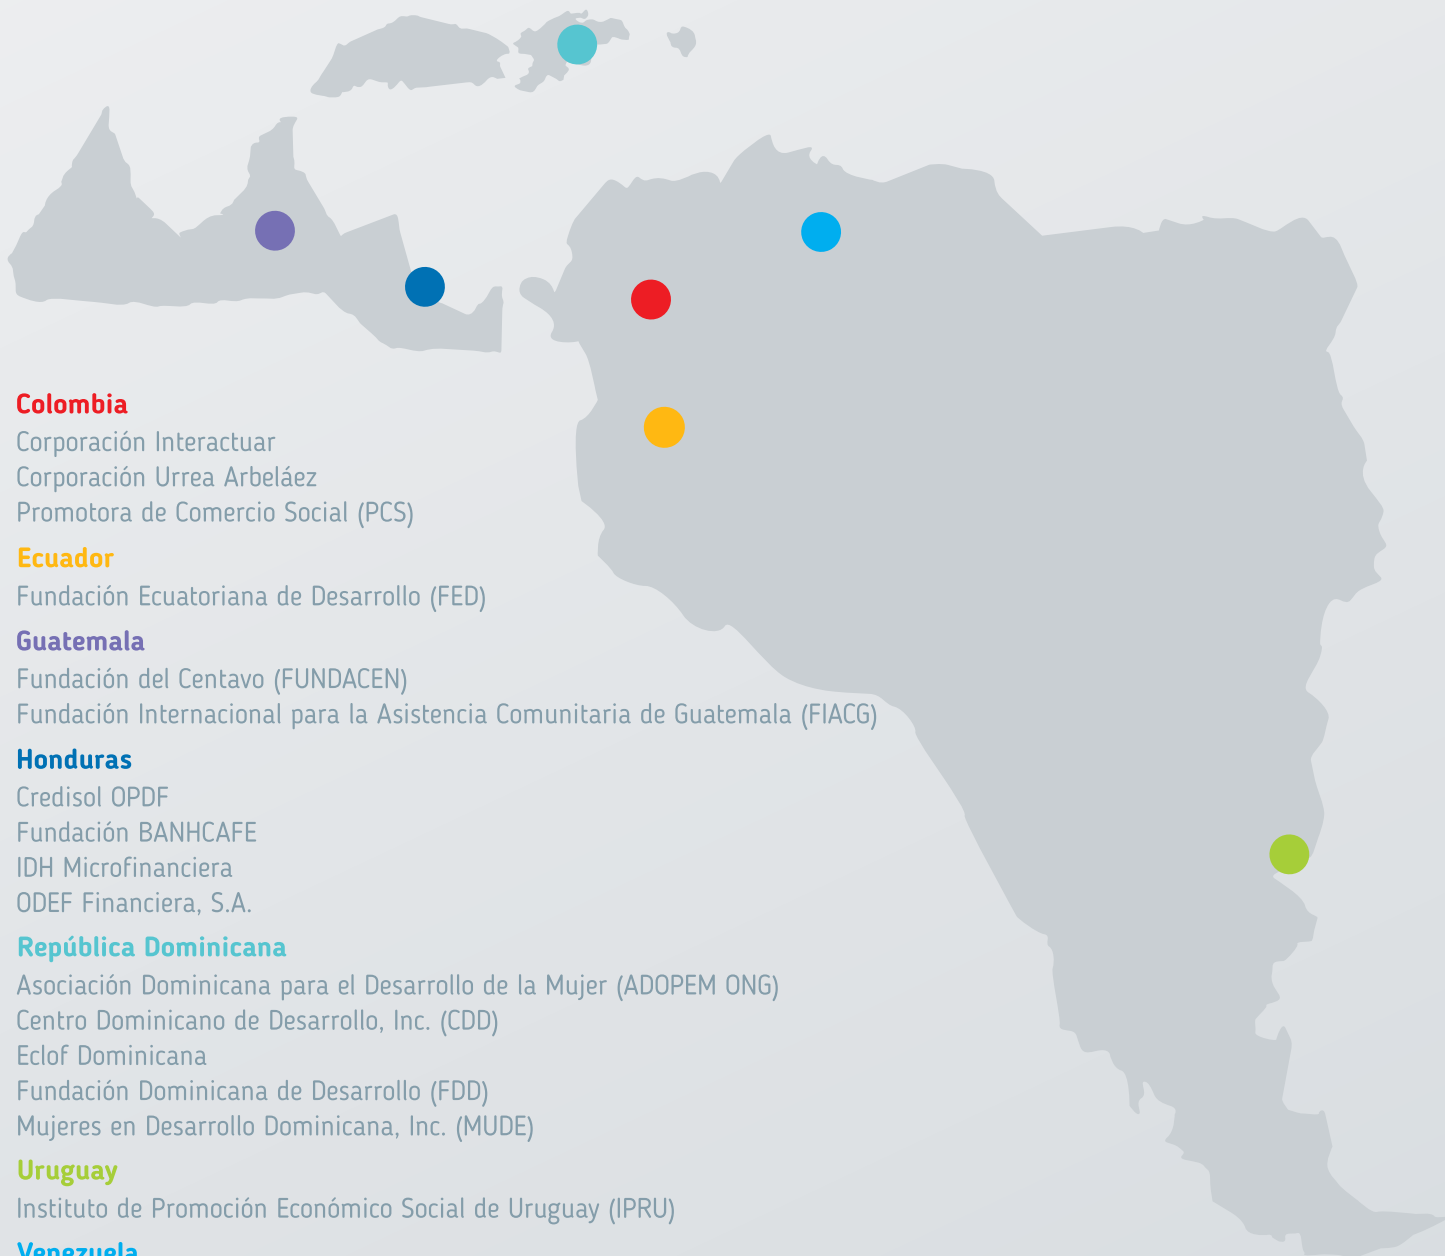 Colombia
Corporación Interactuar
Corporación Urrea Arbeláez
Promotora de Comercio Social (PCS)
Ecuador
Fundación Ecuatoriana de Desarrollo (FED)
Guatemala
Fundación del Centavo (FUNDACEN)
Fundación Internacional para la Asistencia Comunitaria de Guatemala (FIACG)
Honduras
Credisol OPDF
Fundación BANHCAFE
IDH Microfinanciera
ODEF Financiera, S.A.
República Dominicana
Asociación Dominicana para el Desarrollo de la Mujer (ADOPEM ONG)
Centro Dominicano de Desarrollo, Inc. (CDD)
Eclof Dominicana
Fundación Dominicana de Desarrollo (FDD)
Mujeres en Desarrollo Dominicana, Inc. (MUDE)
Uruguay
Instituto de Promoción Económico Social de Uruguay (IPRU)
Venezuela